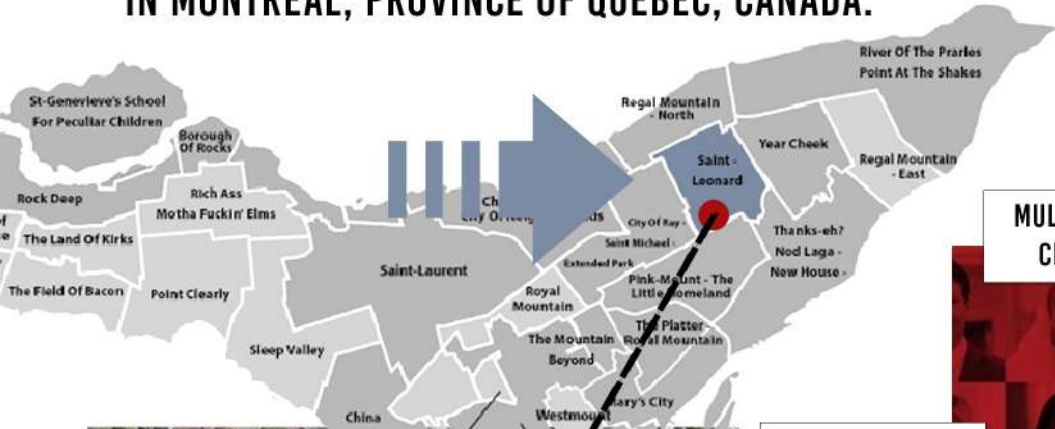 IN MONTREAL, PROVINCE OF QUEBEC, CANADA.
River Of The Praries
Point At The Shakes
St-Genevieve's School
For Peculiar Children
Regal Mountain
- North
Borough
Of Rocks
Year Cheek
Saint -
Leonard
Regal Mountain
- East
Rock Deep
Rich Ass
Motha Fuckin' Elms
City Of Ray -
Saint Michael -
Extended Park
Thanks-eh?
Nod Laga -
New House -
MUL
The Land Of Kirks
Saint-Laurent
Pink-Mount - The
Little Homeland
The Field Of Bacon
Point Clearly
Royal
Mountain
The Platter -
Royal Mountain
The Mountain
Beyond
Sleep Valley
China
Westmount
Mary's City